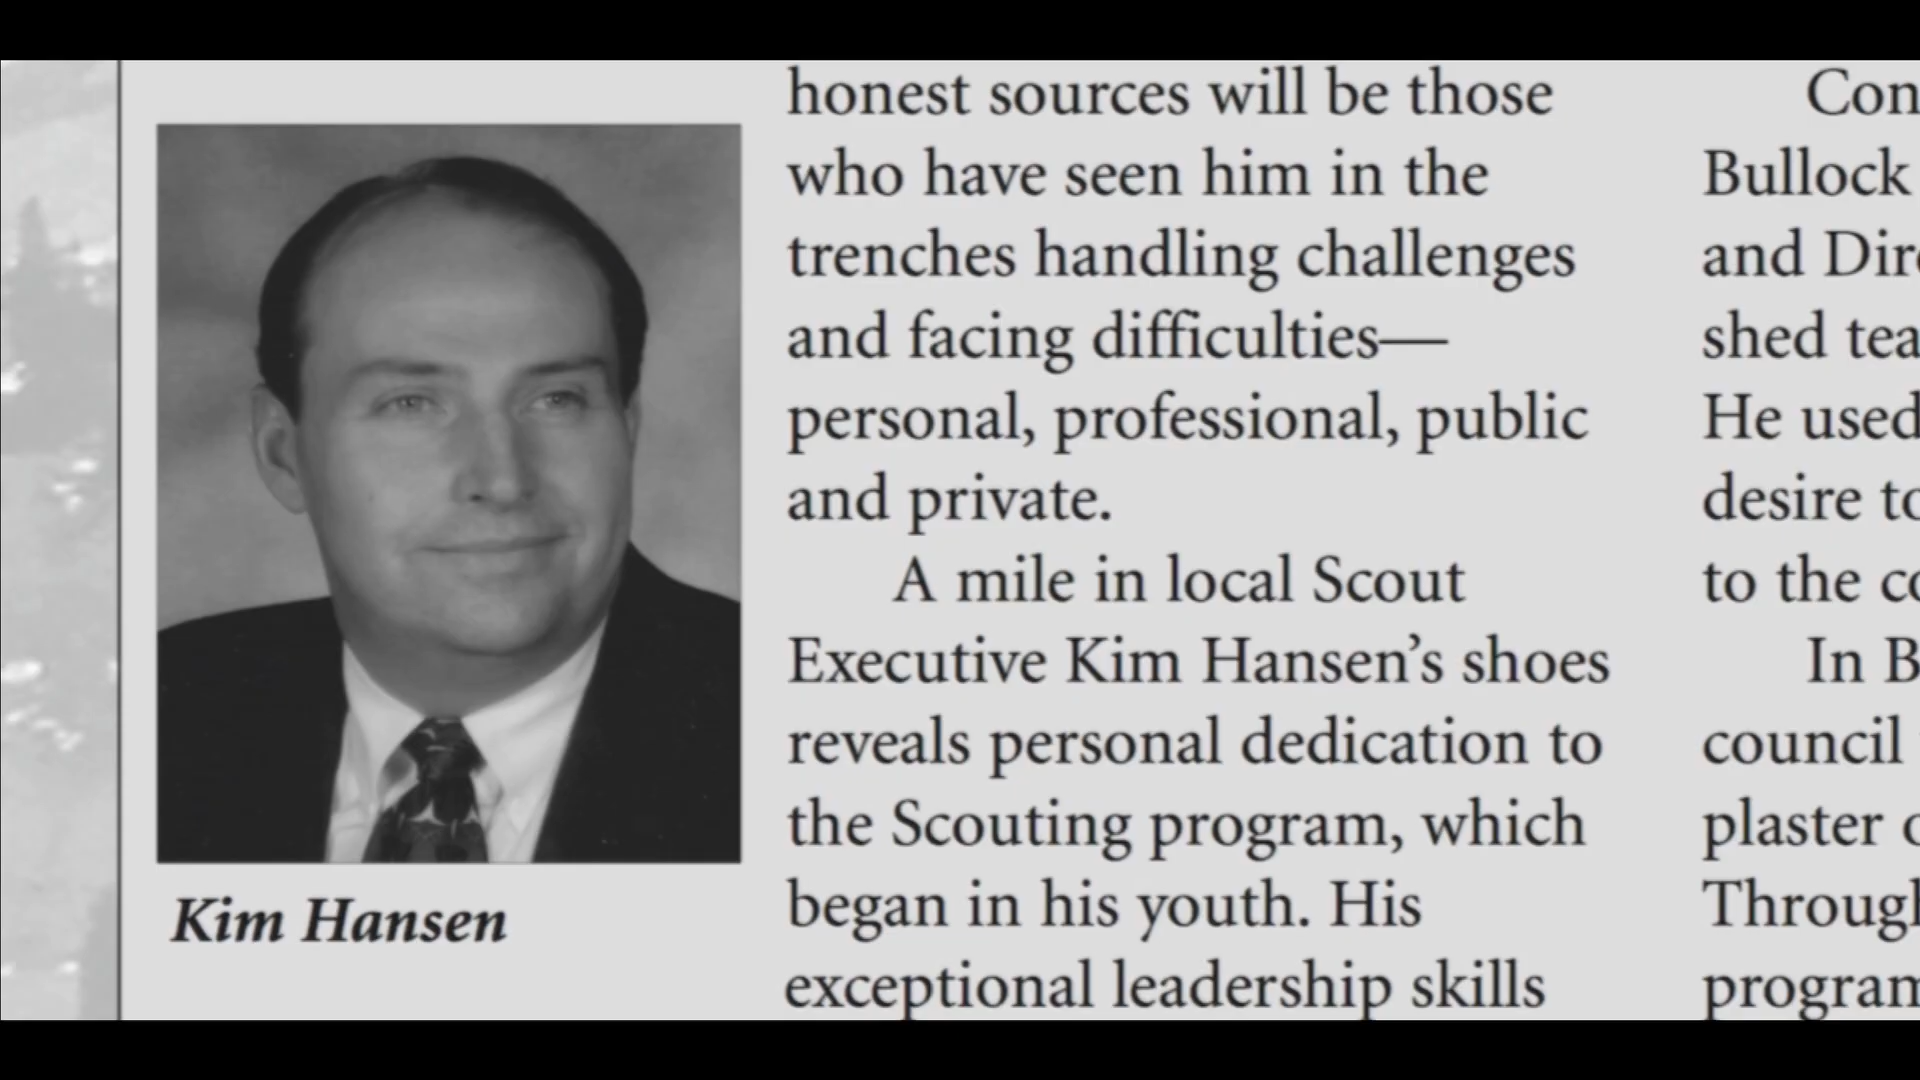 honest sources will be those
who have seen him in the
trenches handling challenges
and facing difficulties—
personal, professional, public
and private.
A mile in local Scout
Executive Kim Hansen’s shoes
reveals personal dedication to
the Scouting program, which
began in his youth. His
exceptional leadership skills
Kim Hansen
Bullock
and
shed
He used
desire
to the
In
council
plaster